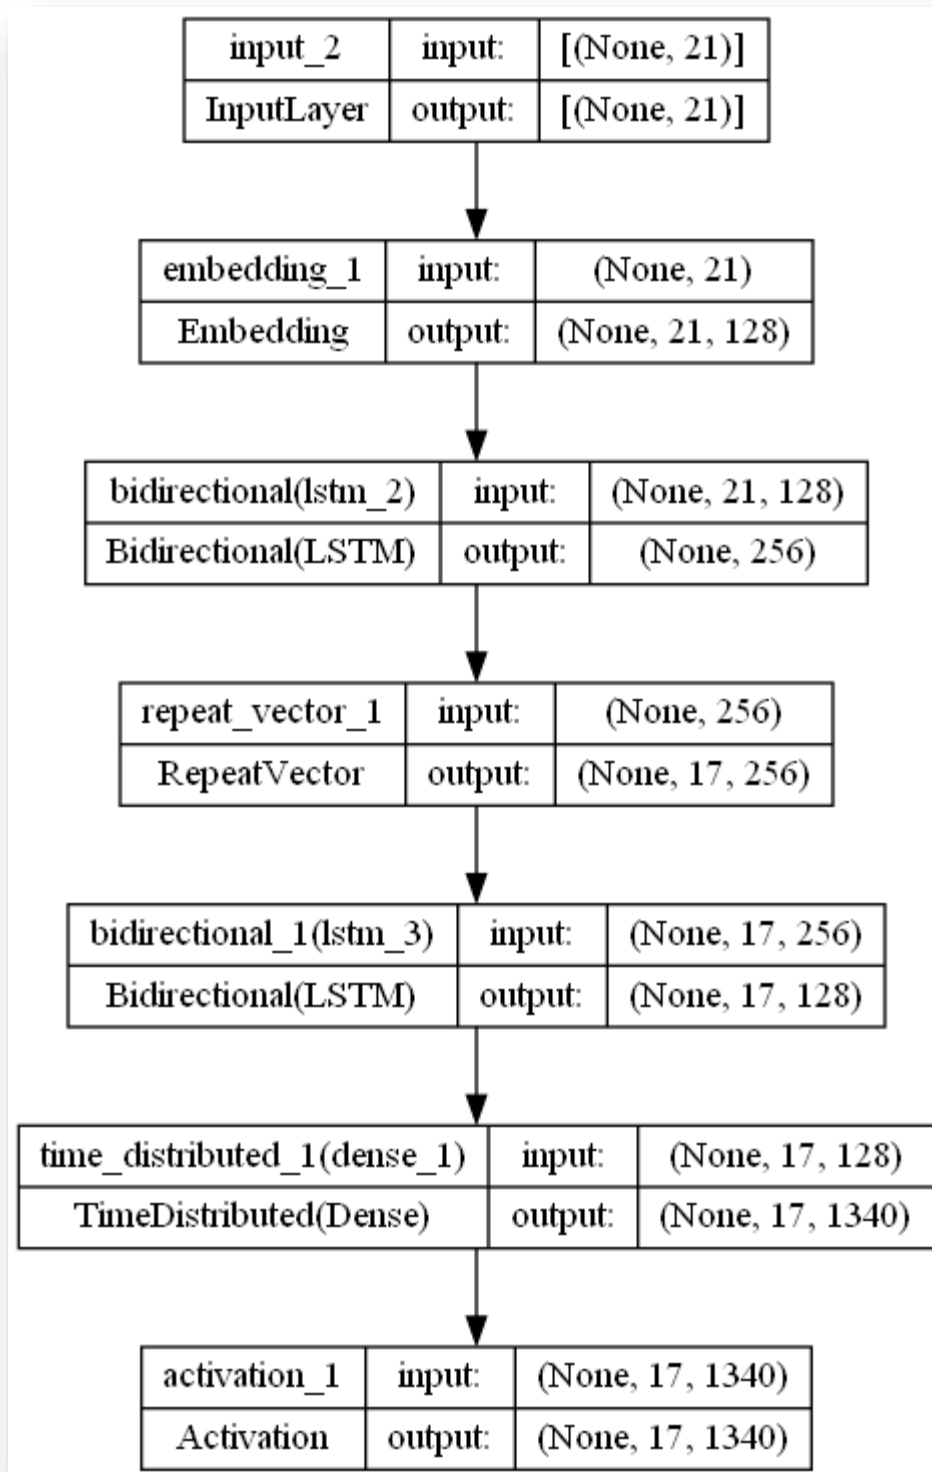 input_2 input: [(None, 21)]
InputLayer output: [(None, 21)]
embedding_1 input: (None, 21)
Embedding output: (None, 21, 128)
bidirectional(lstm_2) input: (None, 21, 128)
Bidirectional(LSTM) output: (None, 256)
repeat_vector_1 input: (None, 256)
RepeatVector output: (None, 17, 256)
bidirectional_1(lstm_3) input: (None, 17, 256)
Bidirectional(LSTM) output: (None, 17, 128)
time_distributed_1(dense_1) input: (None, 17, 128)
TimeDistributed(Dense) output: (None, 17, 1340)
activation_1 input: (None, 17, 1340)
Activation output: (None, 17, 1340)